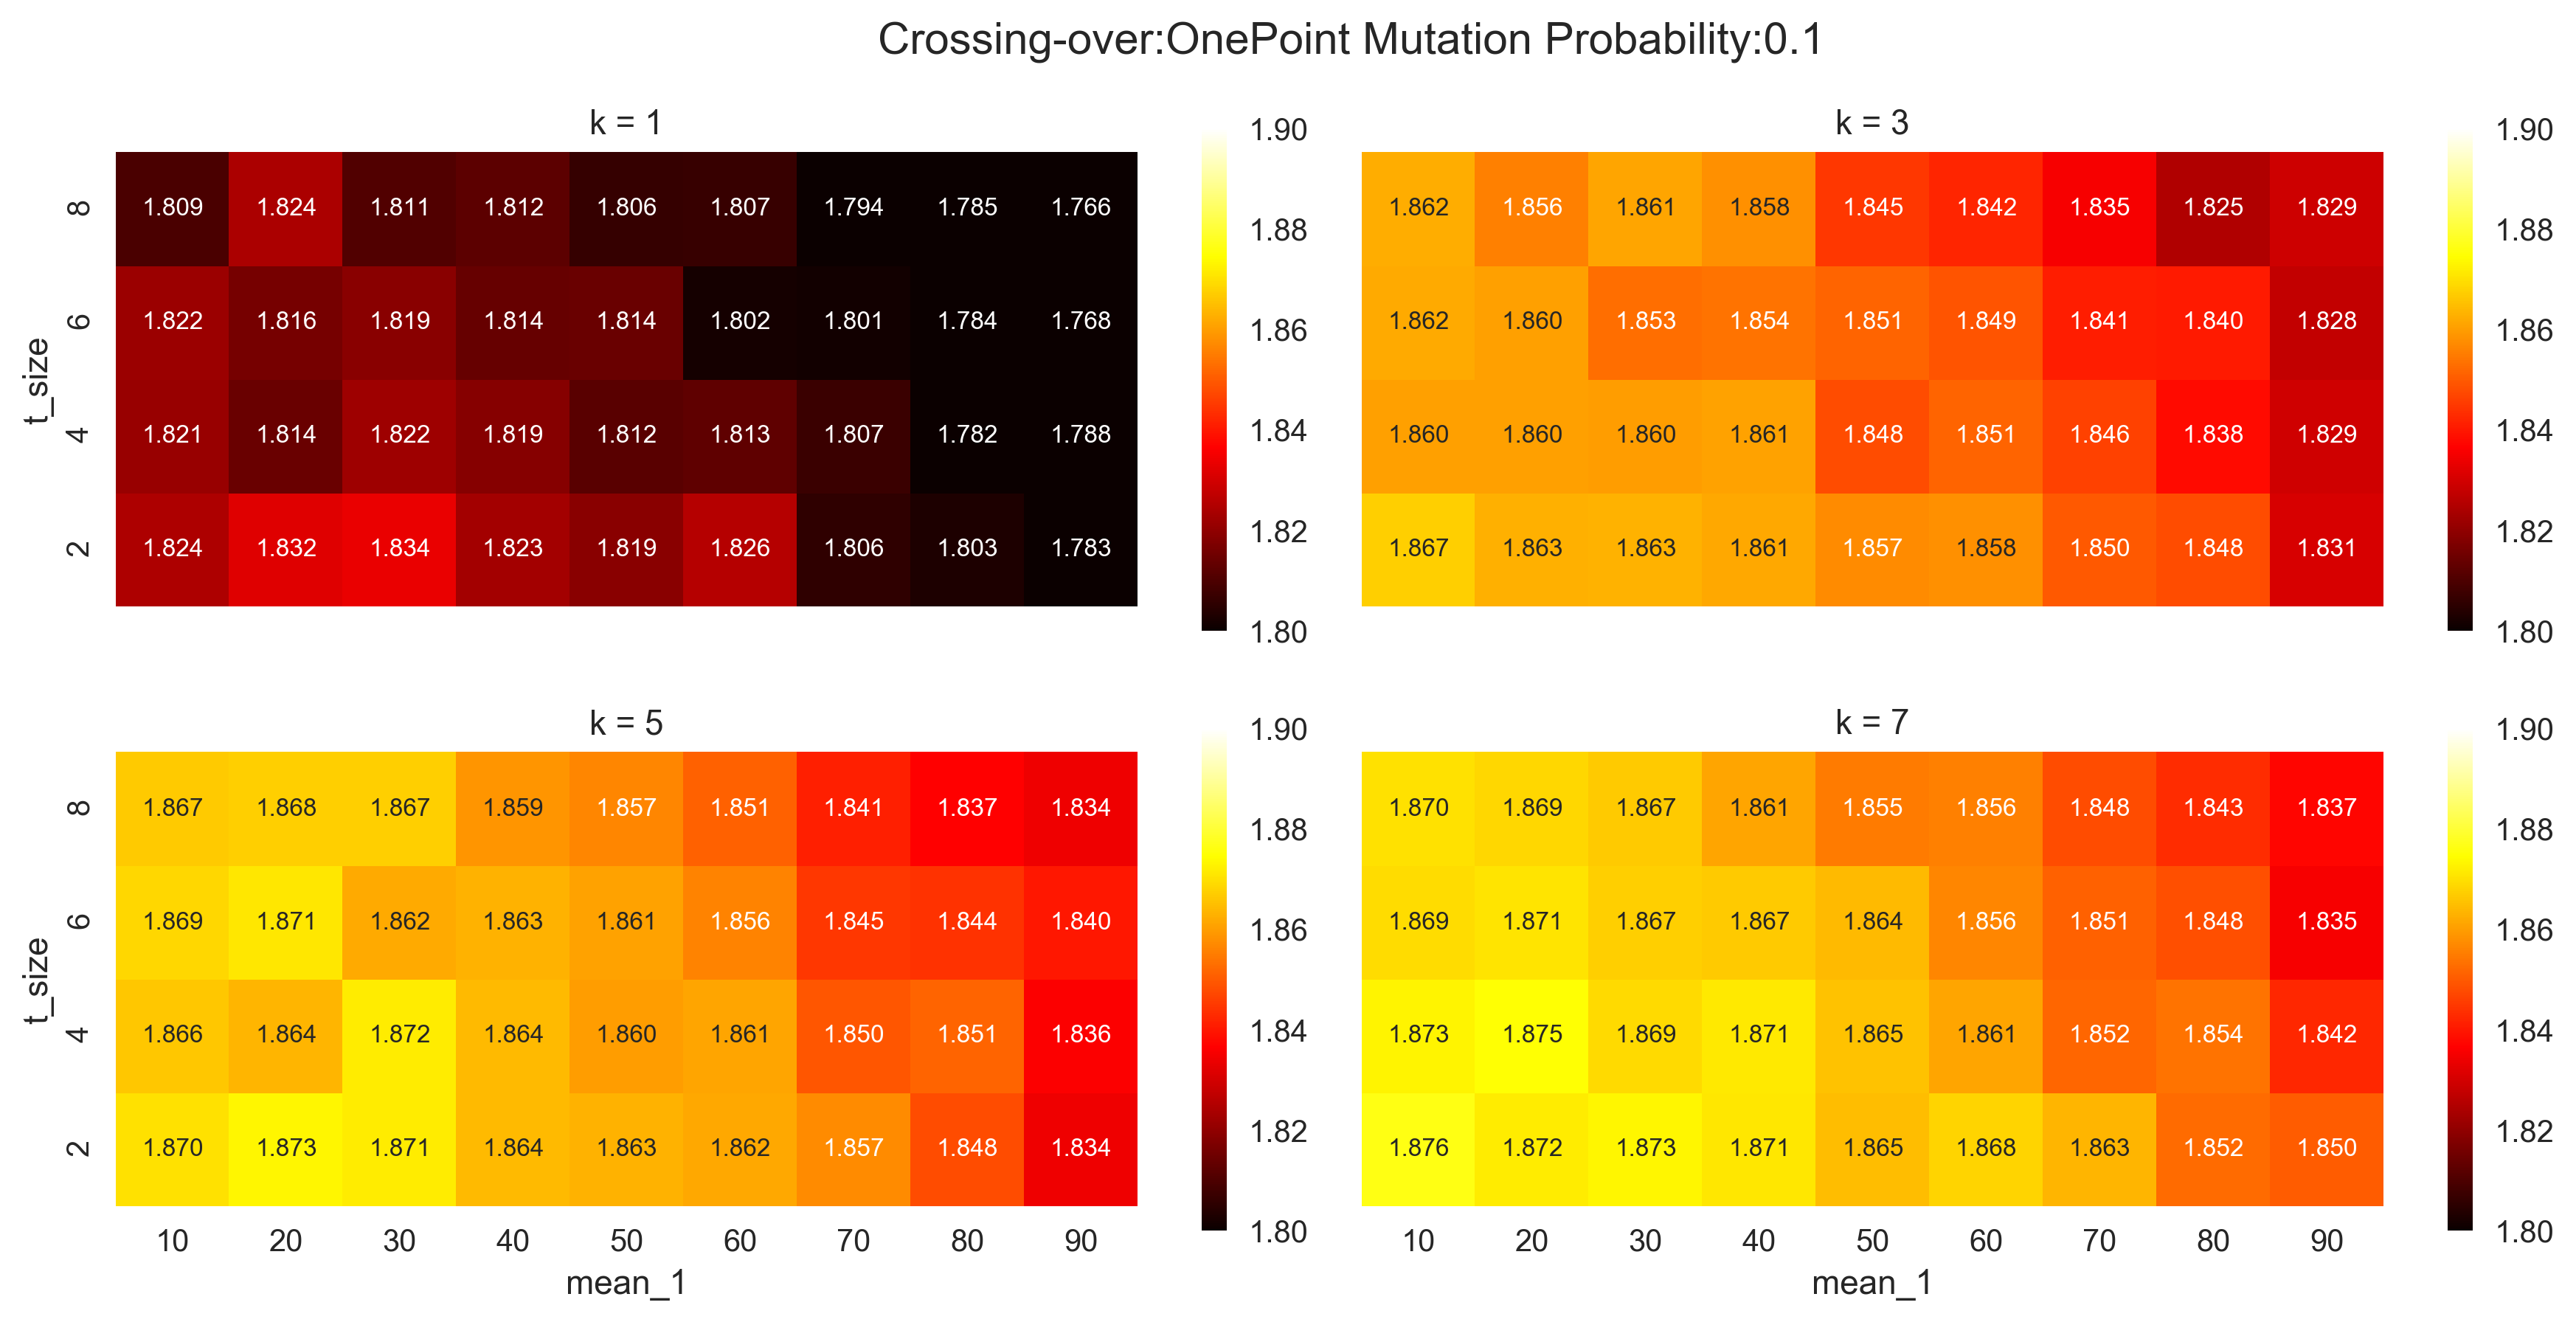 Crossing-over:OnePoint Mutation Probability:0.1
k = 1
t_size
8 1.809 1.824 1.811 1.812 1.806 1.807 1.794 1.785 1.766
6 1.822 1.816 1.819 1.814 1.814 1.802 1.801 1.784 1.768
4 1.821 1.814 1.822 1.819 1.812 1.813 1.807 1.782 1.788
2 1.824 1.832 1.834 1.823 1.819 1.826 1.806 1.803 1.783
1.90
1.88
1.86
1.84
1.82
1.80
k = 3
1.862 1.856 1.861 1.858 1.845 1.842 1.835 1.825 1.829
1.862 1.860 1.853 1.854 1.851 1.849 1.841 1.840 1.828
1.860 1.860 1.860 1.861 1.848 1.851 1.846 1.838 1.829
1.867 1.863 1.863 1.861 1.857 1.858 1.850 1.848 1.831
1.90
1.88
1.86
1.84
1.82
1.80
k = 5
t_size
8 1.867 1.868 1.867 1.859 1.857 1.851 1.841 1.837 1.834
6 1.869 1.871 1.862 1.863 1.861 1.856 1.845 1.844 1.840
4 1.866 1.864 1.872 1.864 1.860 1.861 1.850 1.851 1.836
2 1.870 1.873 1.871 1.864 1.863 1.862 1.857 1.848 1.834
10 20 30 40 50 60 70 80 90
mean_1
1.90
1.88
1.86
1.84
1.82
1.80
k = 7
1.870 1.869 1.867 1.861 1.855 1.856 1.848 1.843 1.837
1.869 1.871 1.867 1.867 1.864 1.856 1.851 1.848 1.835
1.873 1.875 1.869 1.871 1.865 1.861 1.852 1.854 1.842
1.876 1.872 1.873 1.871 1.865 1.868 1.863 1.852 1.850
10 20 30 40 50 60 70 80 90
mean_1
1.90
1.88
1.86
1.84
1.82
1.80